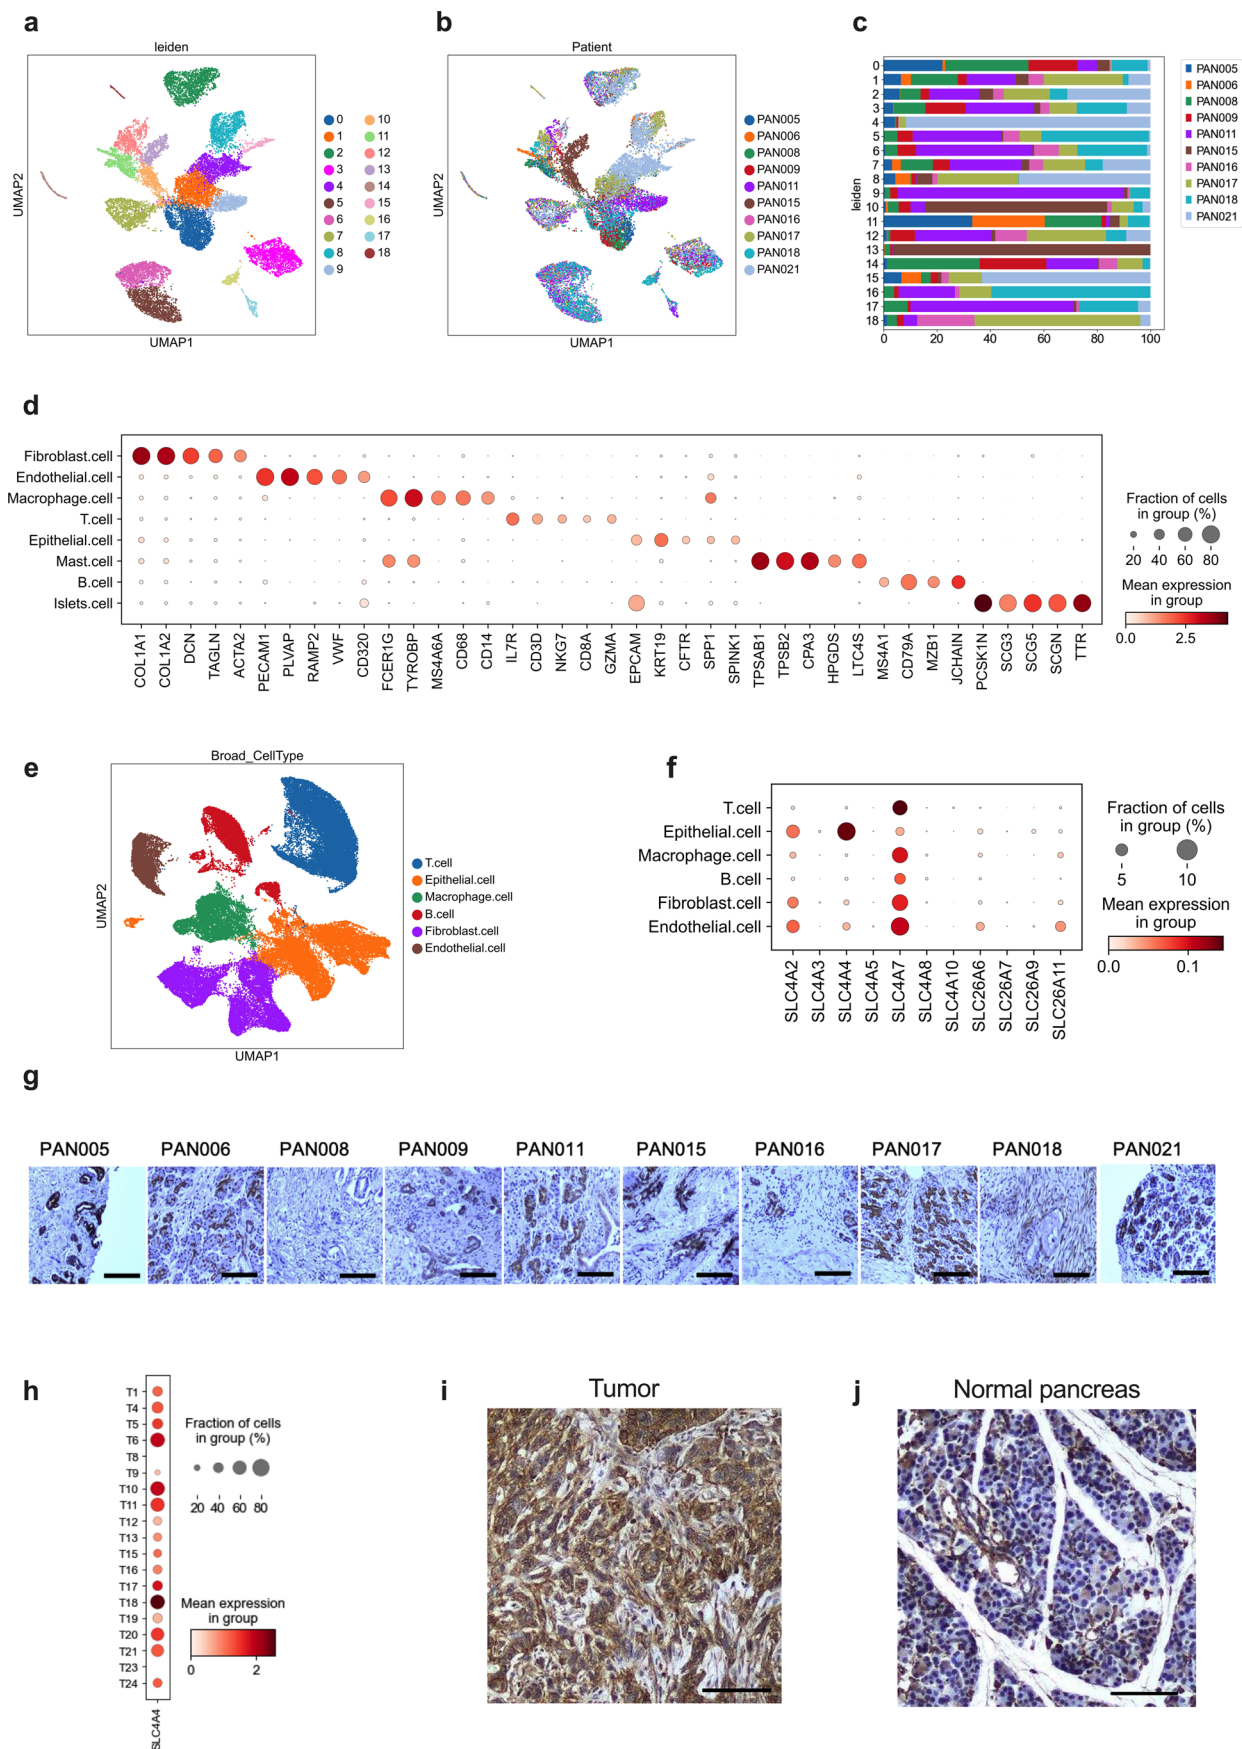 a
b
c
leiden
Patient
UMAP2
UMAP1
0
1
2
3
4
5
6
7
8
9
10
11
12
13
14
15
16
17
18
UMAP2
UMAP1
PAN005
PAN006
PAN008
PAN009
PAN011
PAN015
PAN016
PAN017
PAN018
PAN021
leiden
0
1
2
3
4
5
6
7
8
9
10
11
12
13
14
15
16
17
18
0 20 40 60 80 100
PAN005
PAN006
PAN008
PAN009
PAN011
PAN015
PAN016
PAN017
PAN018
PAN021
d
Fibroblast.cell
Endothelial.cell
Macrophage.cell
T.cell
Epithelial.cell
Mast.cell
B.cell
Islets.cell
COL1A1
COL1A2
DCN
TAGLN
ACTA2
PECAM1
PLVAP
RAMP2
VWF
CD320
FCER1G
TYROBP
MS4A6A
CD68
CD14
IL7R
CD3D
NKG7
CD8A
GZMA
EPCAM
KRT19
CFTR
SPP1
SPINK1
TPSAB1
TPSB2
CPA3
HPGDS
LTC4S
MS4A1
CD79A
MZB1
JCHAIN
PCSK1N
SCG3
SCG5
SCGN
TTR
Fraction of cells
in group (%)
20 40 60 80
Mean expression
in group
0.0 2.5
e
Broad_CellType
UMAP2
UMAP1
T.cell
Epithelial.cell
Macrophage.cell
B.cell
Fibroblast.cell
Endothelial.cell
f
T.cell
Epithelial.cell
Macrophage.cell
B.cell
Fibroblast.cell
Endothelial.cell
SLC4A2
SLC4A3
SLC4A4
SLC4A5
SLC4A7
SLC4A8
SLC4A10
SLC26A6
SLC26A7
SLC26A9
SLC26A11
Fraction of cells
in group (%)
5 10
Mean expression
in group
0.0 0.1
g
PAN005 PAN006 PAN008 PAN009 PAN011 PAN015 PAN016 PAN017 PAN018 PAN021
h
T1
T4
T5
T6
T8
T9
T10
T11
T12
T13
T15
T16
T17
T18
T19
T20
T21
T23
T24
SLC4A4
Fraction of cells
in group (%)
20 40 60 80
Mean expression
in group
0 2
i
Tumor
j
Normal pancreas